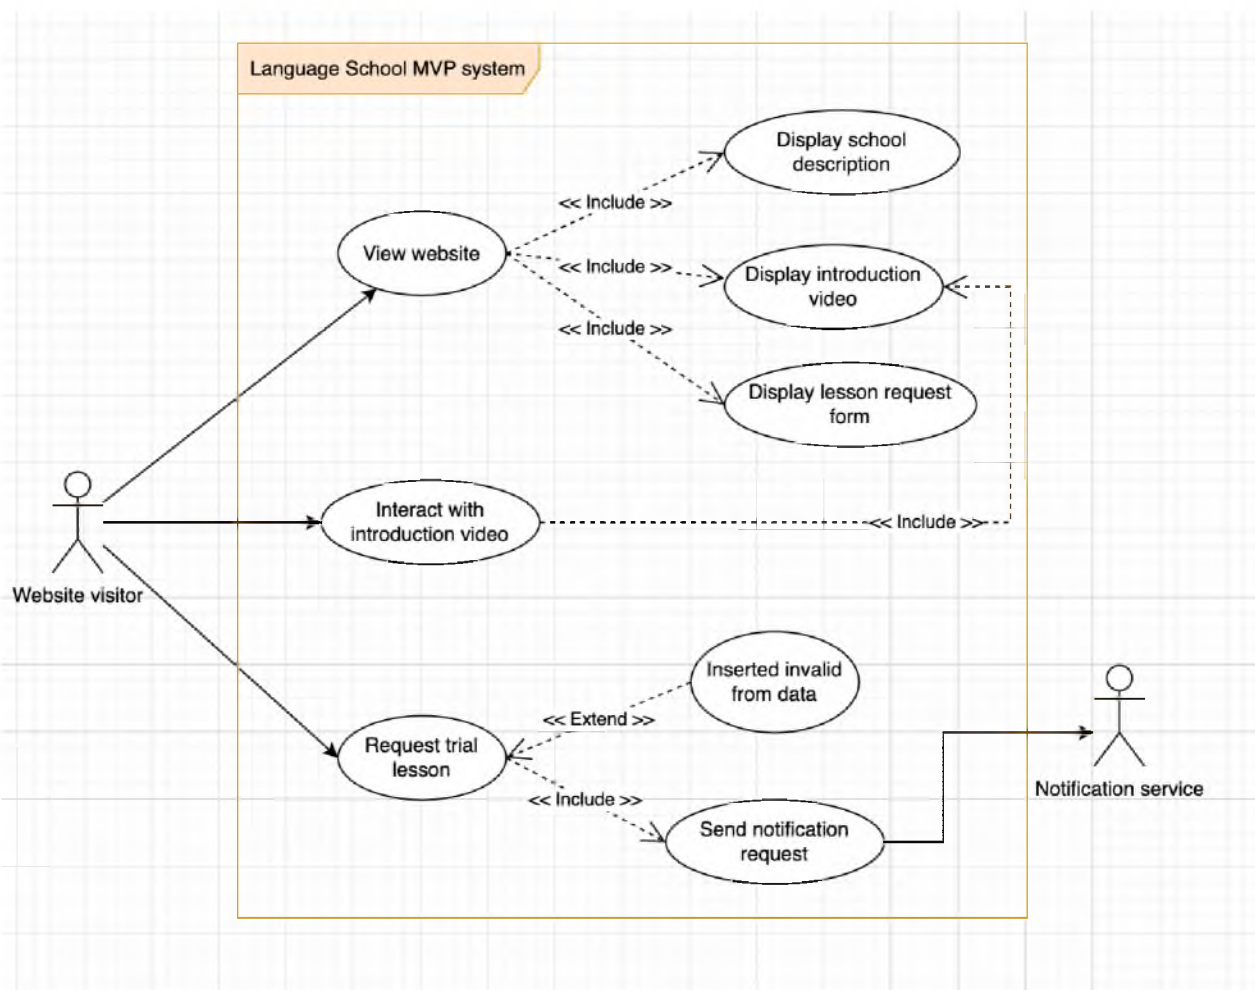 Language School MVP system
Display school
description
<< Include >>
View website
<< Include >>
Display introduction
video
<< Include >>
Display lesson request
form
Interact with
introduction video
<< Include >>
Website visitor
Inserted invalid
from data
<< Extend >>
Request trial
lesson
<< Include >>
Send notification
request
Notification service